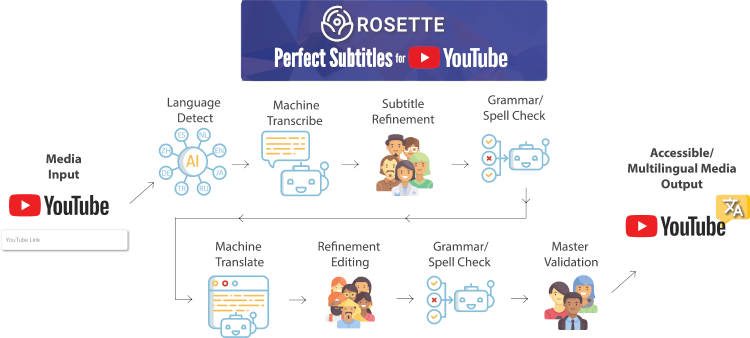 ROSETTE
Perfect Subtitles for YouTube
Language
Detect
Machine
Transcribe
Subtitle
Refinement
Grammar/
Spell Check
ES
NL
ZH
EN
AI
DE
JA
TR
RU
Media
Input
YouTube
YouTube Link
Accessible/
Multilingual Media
Output
YouTube
文A
Machine
Translate
Refinement
Editing
Grammar/
Spell Check
Master
Validation